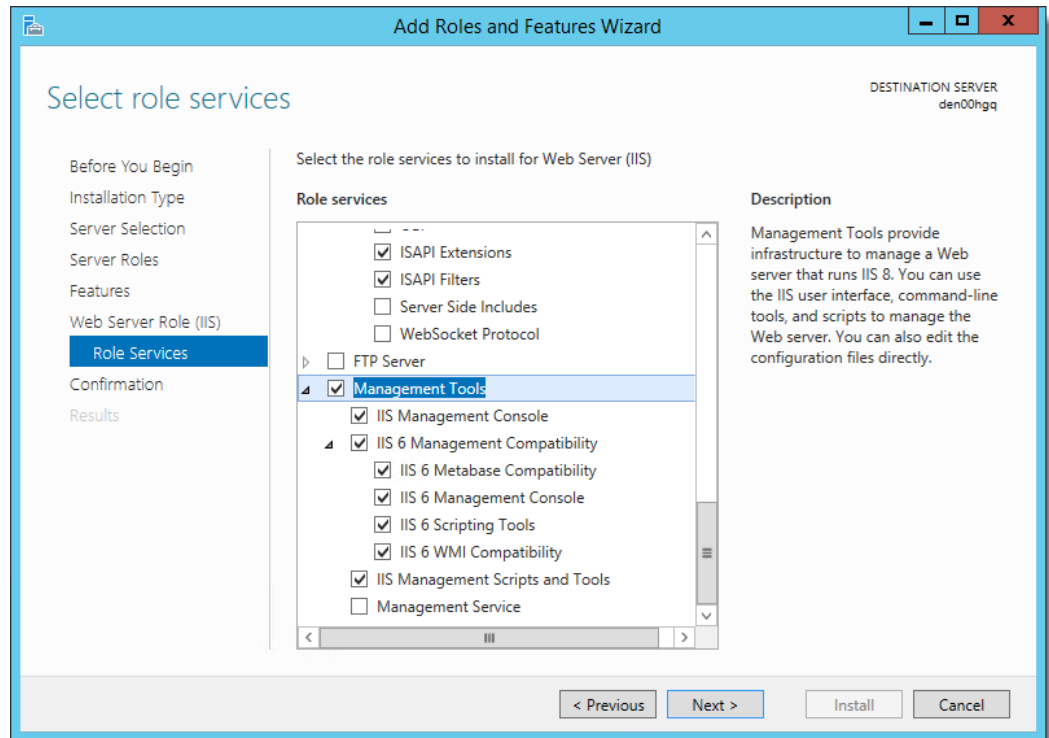 Add Roles and Features Wizard
Select role services
DESTINATION SERVER
den00hgq
Before You Begin
Installation Type
Server Selection
Server Roles
Features
Web Server Role (IIS)
Role Services
Confirmation
Results
Select the role services to install for Web Server (IIS)
Role services
ISAPI Extensions
ISAPI Filters
Server Side Includes
WebSocket Protocol
FTP Server
Management Tools
IIS Management Console
IIS 6 Management Compatibility
IIS 6 Metabase Compatibility
IIS 6 Management Console
IIS 6 Scripting Tools
IIS 6 WMI Compatibility
IIS Management Scripts and Tools
Management Service
Description
Management Tools provide
infrastructure to manage a Web
server that runs IIS 8. You can use
the IIS user interface, command-line
tools, and scripts to manage the
Web server. You can also edit the
configuration files directly.
< Previous
Next >
Install
Cancel